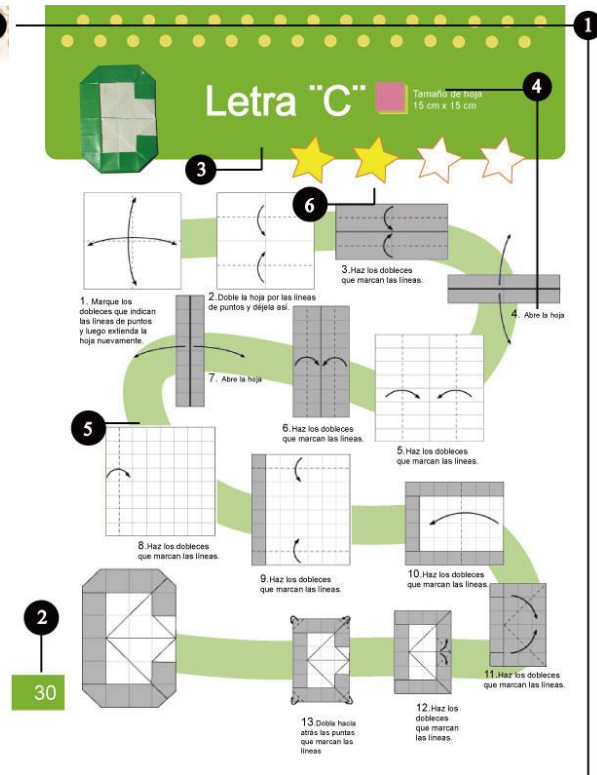 1
Letra ¨C¨
Tamaño de hoja
15 cm x 15 cm
4
3
6
1. Marque los
dobleces que indican
las líneas de puntos
y luego extienda la
hoja nuevamente.
2. Doble la hoja por las líneas
de puntos y déjela así.
3.Haz los dobleces
que marcan las líneas.
4. Abre la hoja
7. Abre la hoja
6.Haz los dobleces
que marcan las líneas.
5.Haz los dobleces
que marcan las líneas.
5
8.Haz los dobleces
que marcan las líneas.
9.Haz los dobleces
que marcan las líneas.
10.Haz los dobleces
que marcan las líneas.
11.Haz los dobleces
que marcan las líneas.
12.Haz los
dobleces
que marcan
las líneas.
13.Dobla hacia
atrás las puntas
que marcan las
líneas
2
30